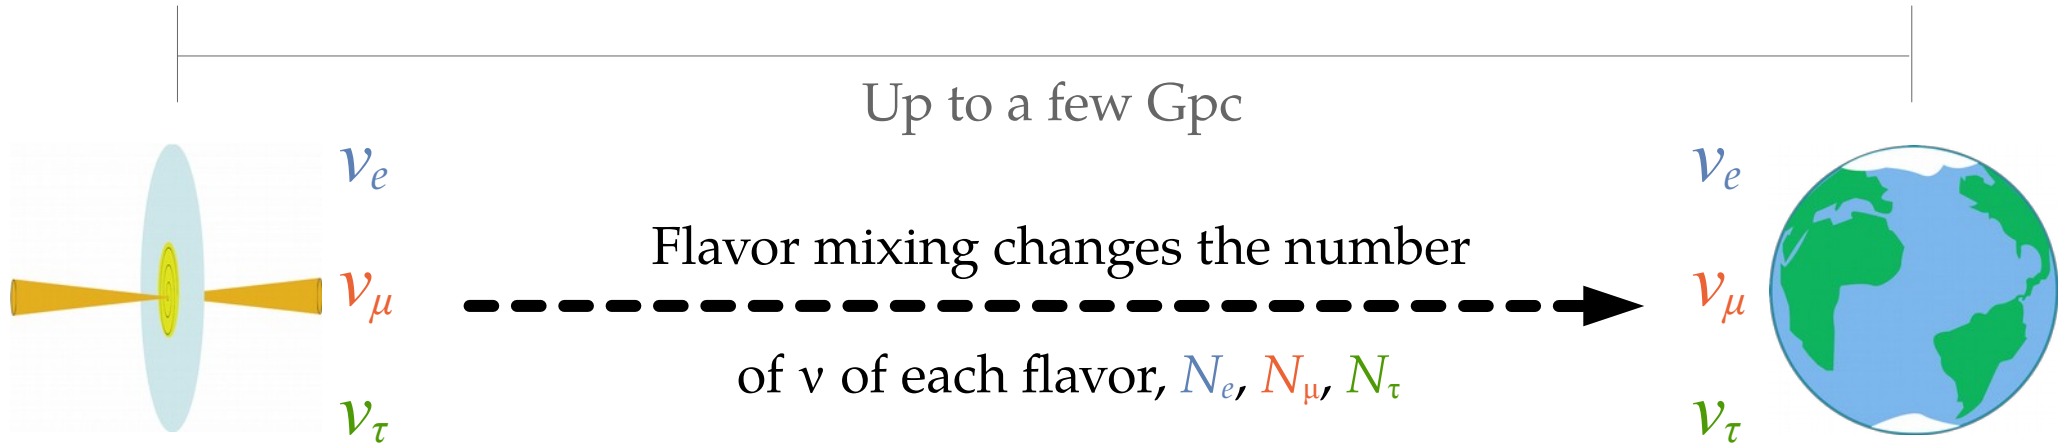 Up to a few Gpc
νe νe
Flavor mixing changes the number
νμ νμ
of ν of each flavor, Ne, Nμ, Nτ
ντ ντ